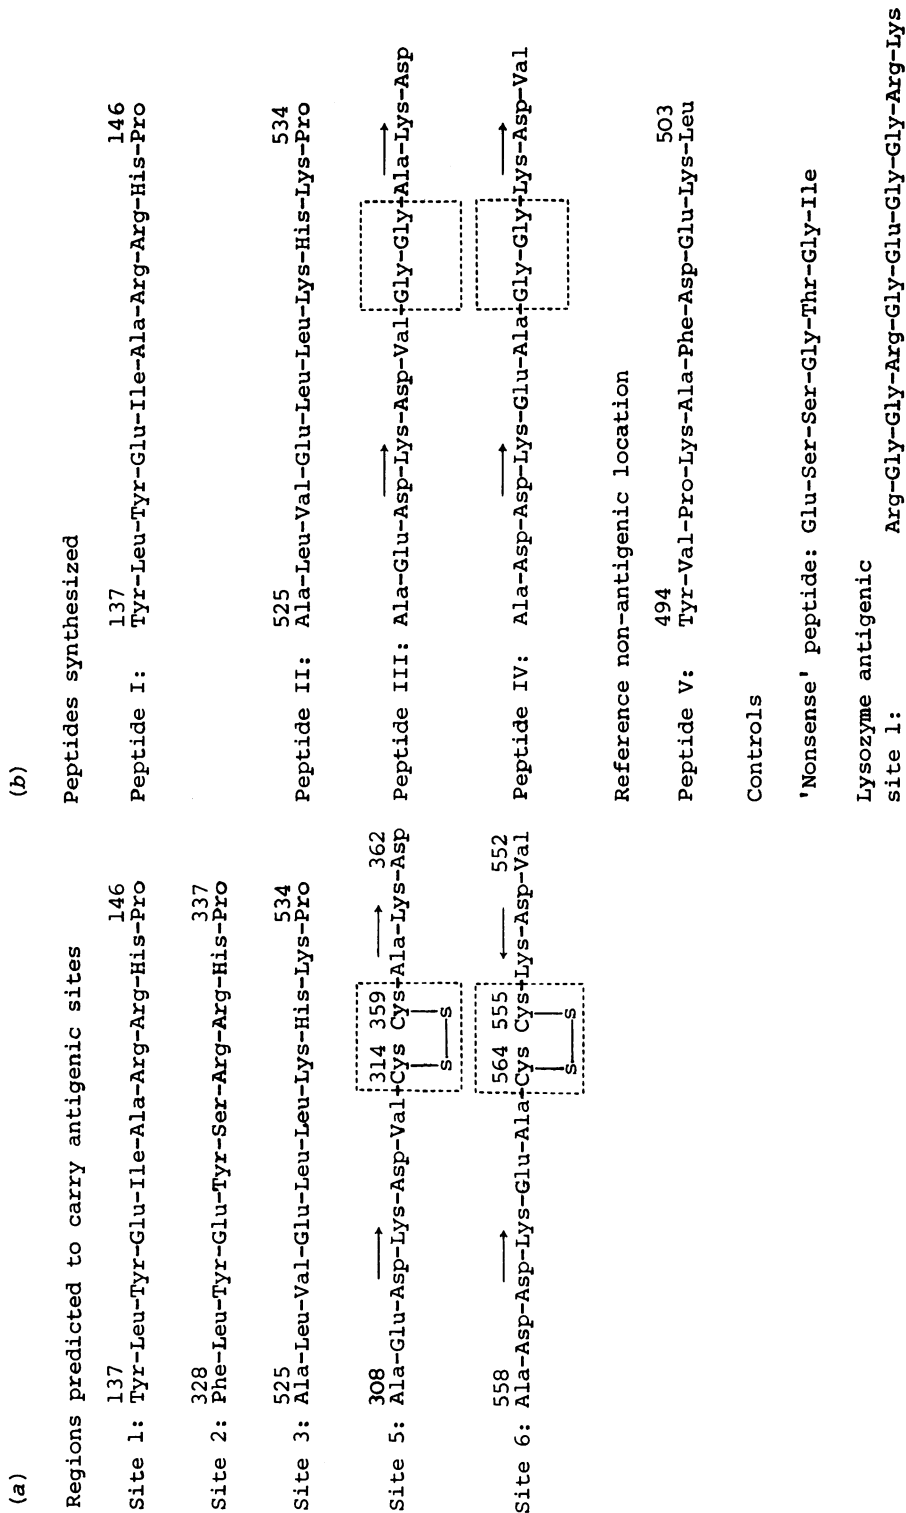 (a)
Regions predicted to carry antigenic sites
137 146
Site 1: Tyr-Leu-Tyr-Glu-Ile-Ala-Arg-Arg-His-Pro
328 337
Site 2: Phe-Leu-Tyr-Glu-Tyr-Ser-Arg-Arg-His-Pro
525 534
Site 3: Ala-Leu-Val-Glu-Leu-Leu-Lys-His-Lys-Pro
308 314 359 362
Site 5: Ala-Glu-Asp-Lys-Asp-Val-Cys Cys-Ala-Lys-Asp
S S
558 564 555 552
Site 6: Ala-Asp-Asp-Lys-Glu-Ala-Cys Cys-Lys-Asp-Val
S S
(b)
Peptides synthesized
137 146
Peptide I: Tyr-Leu-Tyr-Glu-Ile-Ala-Arg-Arg-His-Pro
525 534
Peptide II: Ala-Leu-Val-Glu-Leu-Leu-Lys-His-Lys-Pro
Peptide III: Ala-Glu-Asp-Lys-Asp-Val-Gly-Gly-Ala-Lys-Asp
Peptide IV: Ala-Asp-Asp-Lys-Glu-Ala-Gly-Gly-Lys-Asp-Val
Reference non-antigenic location
494 503
Peptide V: Tyr-Val-Pro-Lys-Ala-Phe-Asp-Glu-Lys-Leu
Controls
'Nonsense' peptide: Glu-Ser-Ser-Gly-Thr-Gly-Ile
Lysozyme antigenic
site 1: Arg-Gly-Gly-Arg-Gly-Glu-Gly-Gly-Arg-Lys